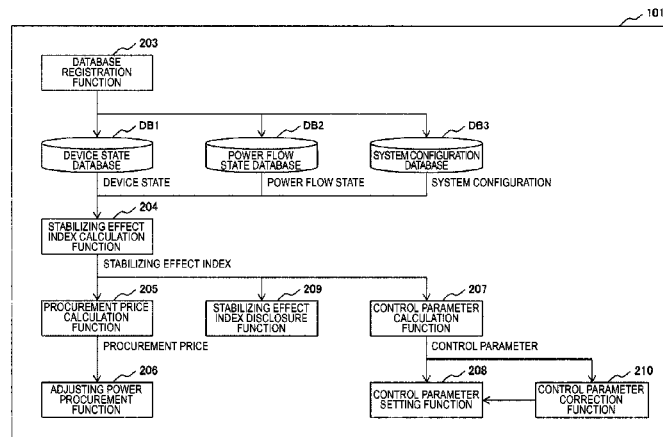 101
203
DATABASE
REGISTRATION
FUNCTION
DB1
DB2
DB3
DEVICE STATE
DATABASE
POWER FLOW
STATE DATABASE
SYSTEM CONFIGURATION
DATABASE
DEVICE STATE
POWER FLOW STATE
SYSTEM CONFIGURATION
204
STABILIZING EFFECT
INDEX CALCULATION
FUNCTION
STABILIZING EFFECT INDEX
205
209
207
PROCUREMENT PRICE
CALCULATION
FUNCTION
STABILIZING EFFECT
INDEX DISCLOSURE
FUNCTION
CONTROL PARAMETER
CALCULATION
FUNCTION
PROCUREMENT PRICE
CONTROL PARAMETER
206
208
210
ADJUSTING POWER
PROCUREMENT
FUNCTION
CONTROL PARAMETER
SETTING FUNCTION
CONTROL PARAMETER
CORRECTION
FUNCTION